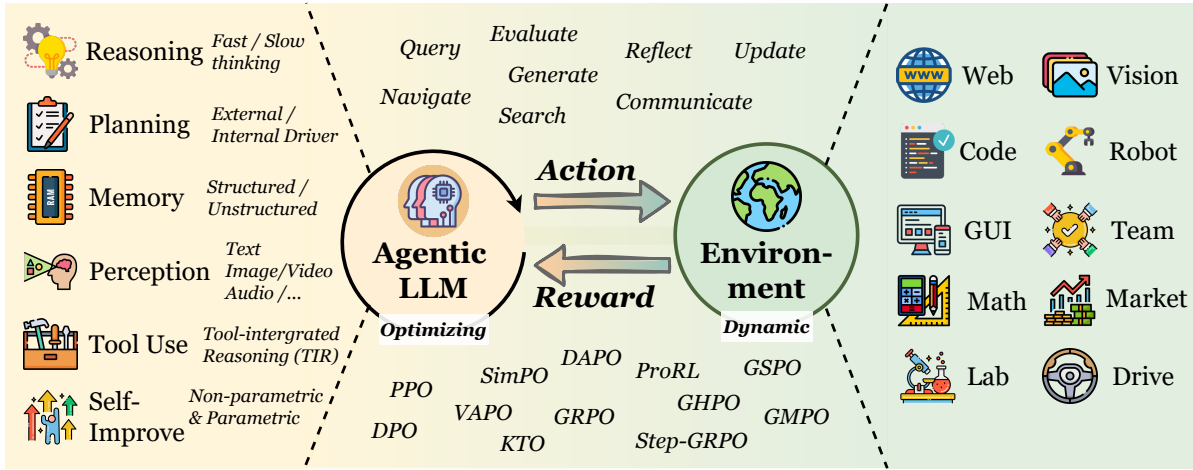 Reasoning
Fast / Slow
thinking
Planning
External /
Internal Driver
RAM
Memory
Structured /
Unstructured
Perception
Text
Image/Video
Audio /...
Tool Use
Tool-intergrated
Reasoning (TIR)
Self-
Improve
Non-parametric
& Parametric
Query
Evaluate
Reflect
Update
Generate
Navigate
Search
Communicate
Action
Agentic
LLM
Optimizing
Reward
Environ-
ment
Dynamic
PPO
SimPO
DAPO
ProRL
GSPO
DPO
VAPO
KTO
GRPO
GHPO
Step-GRPO
GMPO
WWW
Web
Vision
Code
Robot
GUI
Team
Math
Market
Lab
Drive